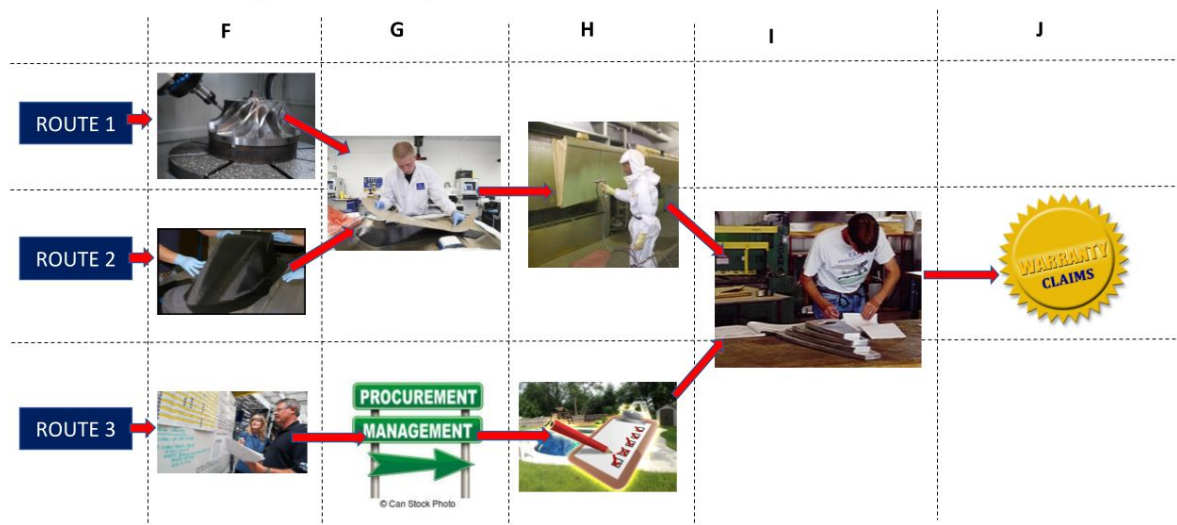 F G H I J
ROUTE 1
ROUTE 2
WARRANTY
CLAIMS
ROUTE 3
PROCUREMENT
MANAGEMENT
© Can Stock Photo